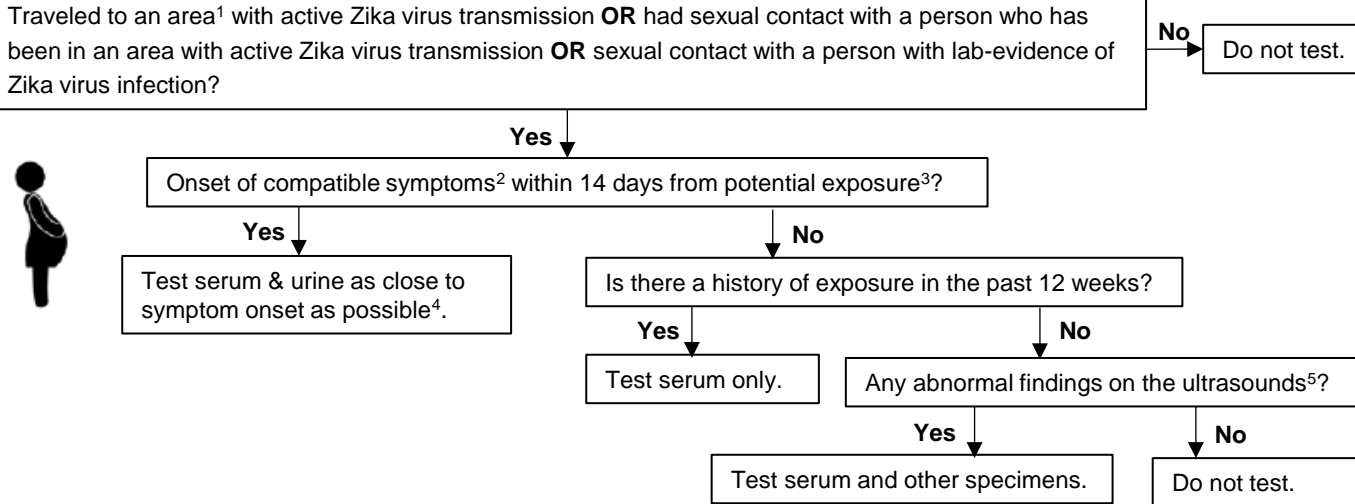 Traveled to an area¹ with active Zika virus transmission OR had sexual contact with a person who has
been in an area with active Zika virus transmission OR sexual contact with a person with lab-evidence of
Zika virus infection?
No
Do not test.
Yes
Onset of compatible symptoms² within 14 days from potential exposure³?
Yes
No
Test serum & urine as close to
symptom onset as possible⁴.
Is there a history of exposure in the past 12 weeks?
Yes
No
Test serum only.
Any abnormal findings on the ultrasounds⁵?
Yes
No
Test serum and other specimens.
Do not test.